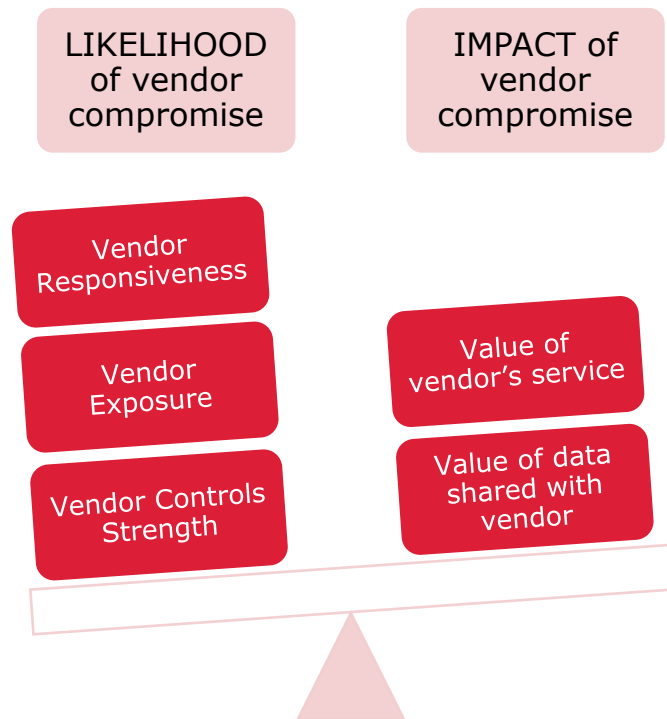 LIKELIHOOD
of vendor
compromise
IMPACT of
vendor
compromise
Vendor
Responsiveness
Vendor
Exposure
Vendor Controls
Strength
Value of
vendor’s service
Value of data
shared with
vendor